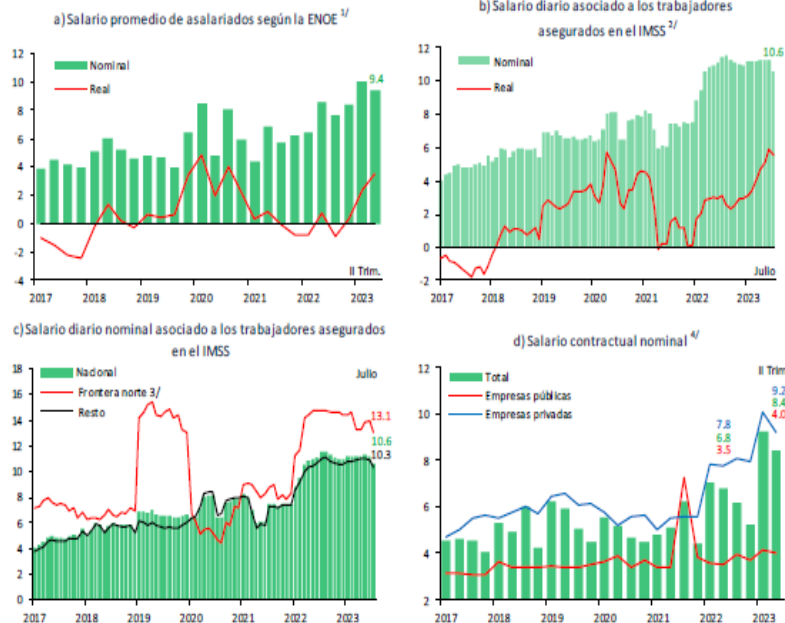 a) Salario promedio de asalariados según la ENOE 1/
Nominal
Real
9.4
12
10
8
6
4
2
0
-2
-4
II Trim.
2017 2018 2019 2020 2021 2022 2023
b) Salario diario asociado a los trabajadores
asegurados en el IMSS 2/
Nominal
Real
10.6
12
10
8
6
4
2
0
-2
Julio
2017 2018 2019 2020 2021 2022 2023
c) Salario diario nominal asociado a los trabajadores asegurados
en el IMSS
Nacional
Frontera norte 3/
Resto
Julio
13.1
10.6
10.3
18
16
14
12
10
8
6
4
2
0
2017 2018 2019 2020 2021 2022 2023
d) Salario contractual nominal 4/
Total
Empresas públicas
Empresas privadas
II Trim
9.2
8.4
4.0
7.8
6.8
3.5
12
10
8
6
4
2
2017 2018 2019 2020 2021 2022 2023